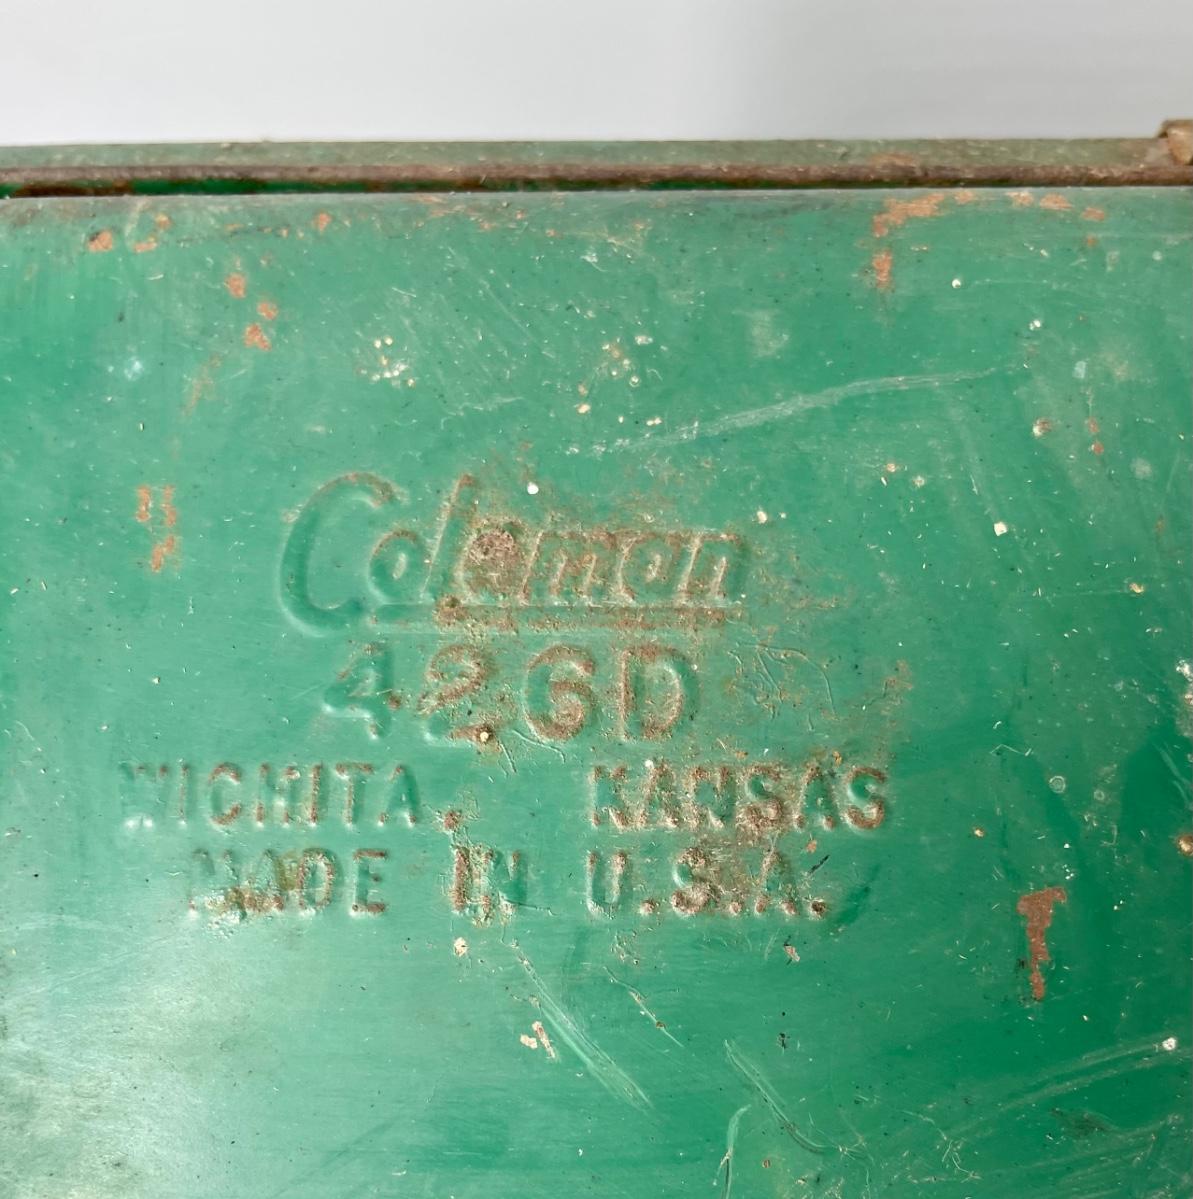 Coleman
426D
WICHITA, KANSAS
MADE IN U.S.A.